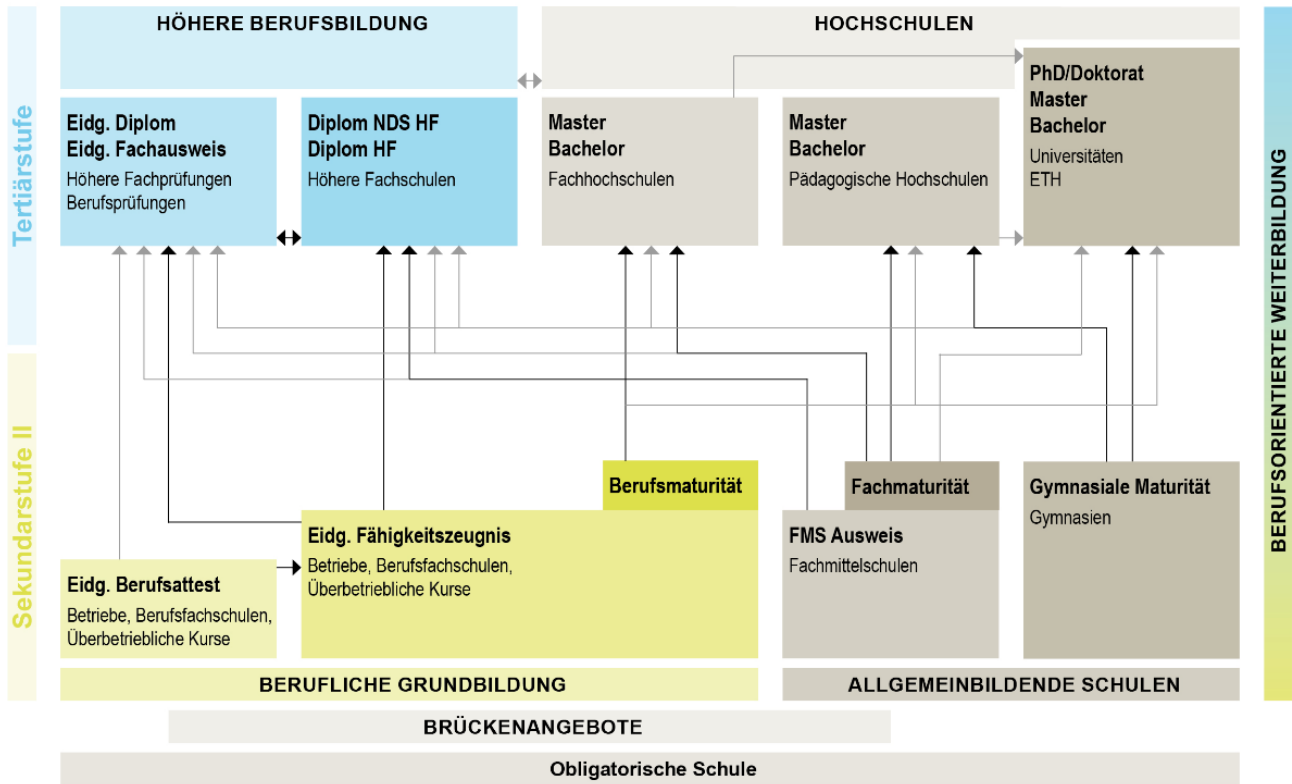 HÖHERE BERUFSBILDUNG
HOCHSCHULEN
Tertiärstufe
Eidg. Diplom
Eidg. Fachausweis
Höhere Fachprüfungen
Berufsprüfungen
Diplom NDS HF
Diplom HF
Höhere Fachschulen
Master
Bachelor
Fachhochschulen
Master
Bachelor
Pädagogische Hochschulen
PhD/Doktorat
Master
Bachelor
Universitäten
ETH
BERUFSORIENTIERTE WEITERBILDUNG
Sekundarstufe II
Berufsmaturität
Fachmaturität
Gymnasiale Maturität
Gymnasien
Eidg. Fähigkeitszeugnis
Betriebe, Berufsfachschulen,
Überbetriebliche Kurse
FMS Ausweis
Fachmittelschulen
Eidg. Berufsattest
Betriebe, Berufsfachschulen,
Überbetriebliche Kurse
BERUFLICHE GRUNDBILDUNG
ALLGEMEINBILDENDE SCHULEN
BRÜCKENANGEBOTE
Obligatorische Schule